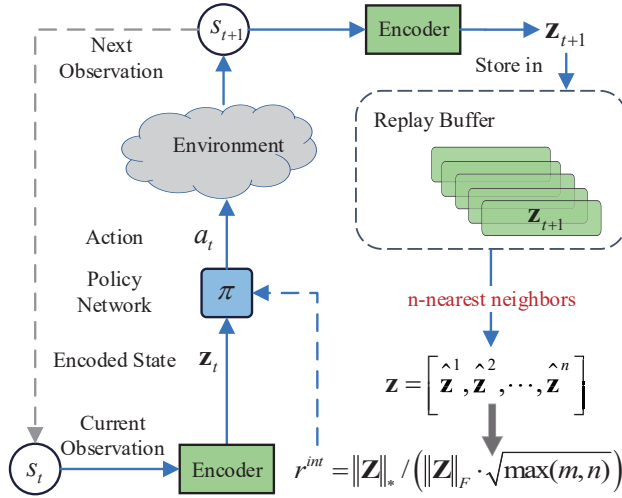 s_{t+1}
Encoder
z_{t+1}
Next
Observation
Store in
Replay Buffer
Environment
z_{t+1}
Action
a_t
Policy
Network
π
n-nearest neighbors
Encoded State
z_t
z = [ẑ^1, ẑ^2, ⋯, ẑ^n]
Current
Observation
s_t
Encoder
r^{int} = ‖Z‖_* / (‖Z‖_F · √max(m, n))